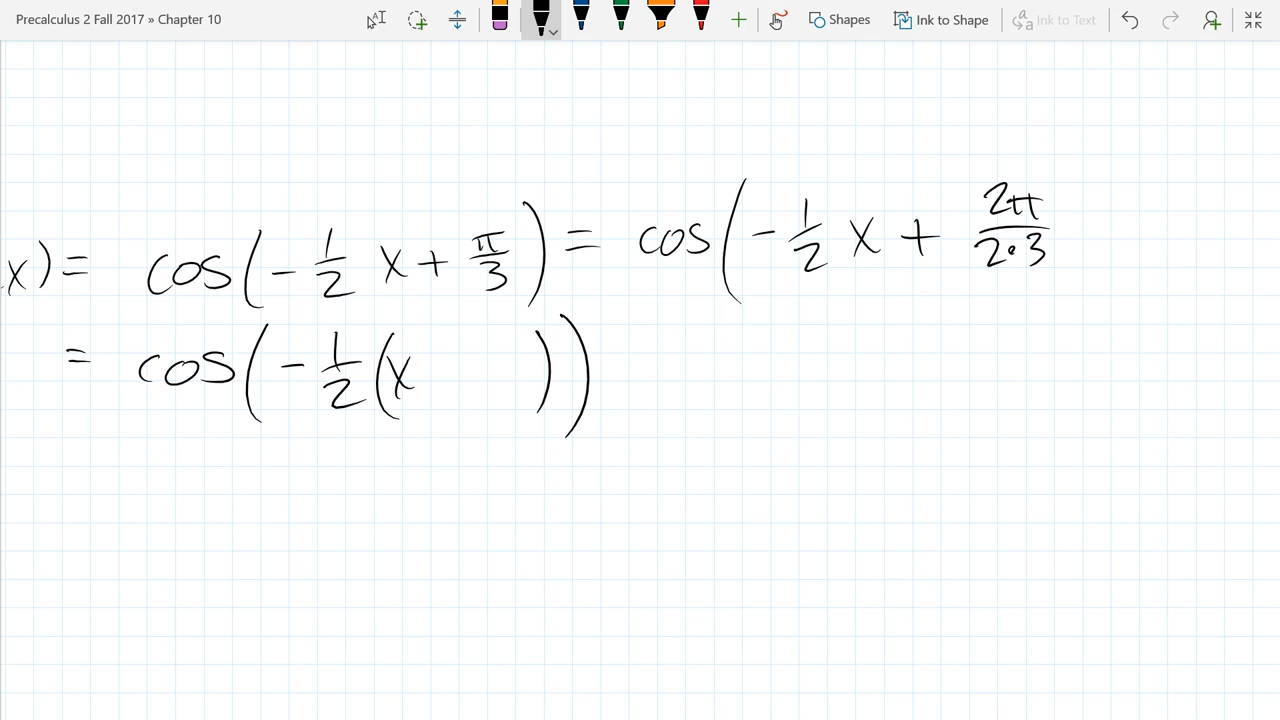 Precalculus 2 Fall 2017 » Chapter 10 Shapes Ink to Shape Ink to Text
x) = cos(-1/2 x + π/3) = cos(-1/2 x + 2π/2·3
= cos(-1/2(x ))